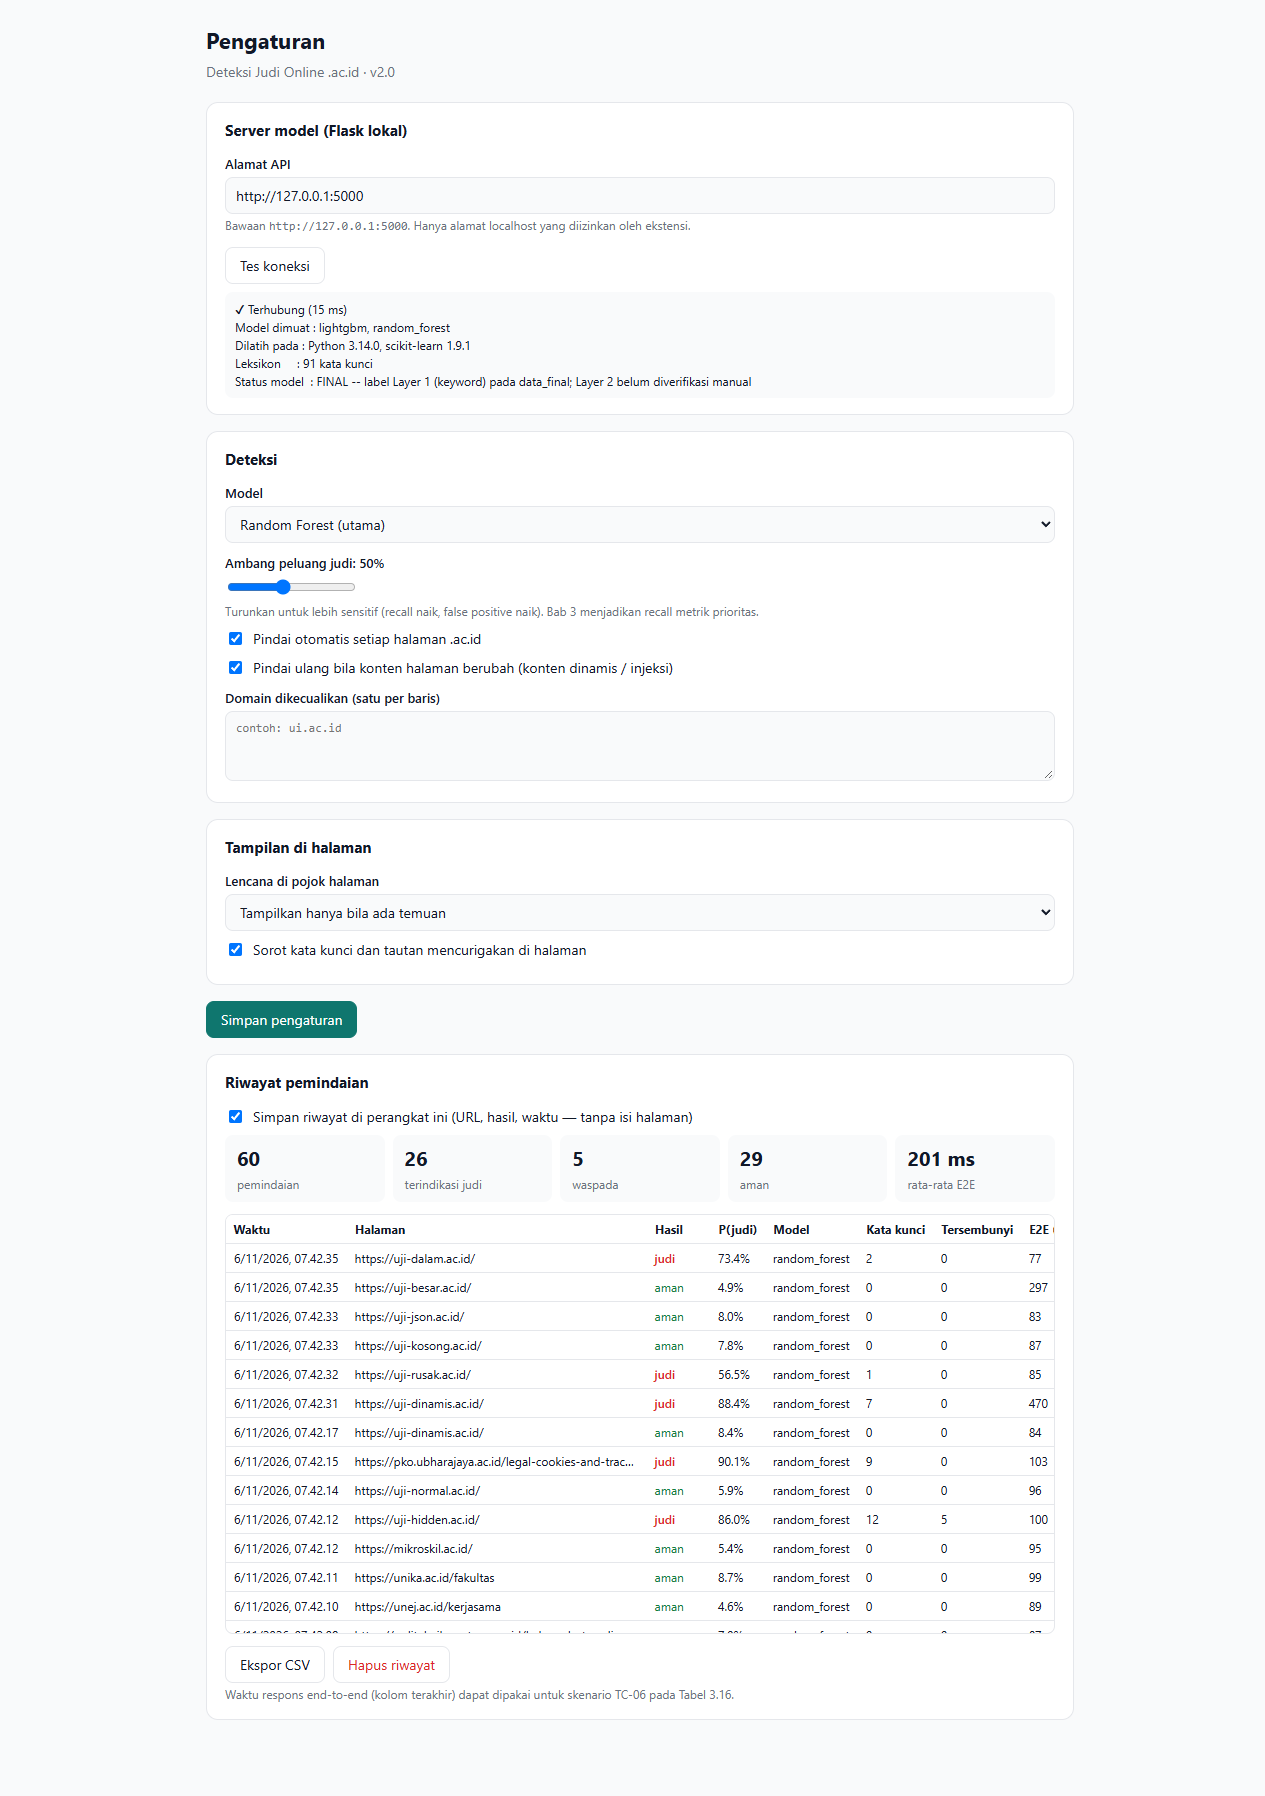 Pengaturan
Deteksi Judi Online .ac.id · v2.0
Server model (Flask lokal)
Alamat API
http://127.0.0.1:5000
Bawaan http://127.0.0.1:5000. Hanya alamat localhost yang diizinkan oleh ekstensi.
Tes koneksi
✓ Terhubung (15 ms)
Model dimuat : lightgbm, random_forest
Dilatih pada : Python 3.14.0, scikit-learn 1.9.1
Leksikon : 91 kata kunci
Status model : FINAL -- label Layer 1 (keyword) pada data_final; Layer 2 belum diverifikasi manual
Deteksi
Model
Random Forest (utama)
Ambang peluang judi: 50%
Turunkan untuk lebih sensitif (recall naik, false positive naik). Bab 3 menjadikan recall metrik prioritas.
Pindai otomatis setiap halaman .ac.id
Pindai ulang bila konten halaman berubah (konten dinamis / injeksi)
Domain dikecualikan (satu per baris)
contoh: ui.ac.id
Tampilan di halaman
Lencana di pojok halaman
Tampilkan hanya bila ada temuan
Sorot kata kunci dan tautan mencurigakan di halaman
Simpan pengaturan
Riwayat pemindaian
Simpan riwayat di perangkat ini (URL, hasil, waktu — tanpa isi halaman)
60 26 5 29 201 ms
pemindaian terindikasi judi waspada aman rata-rata E2E
Waktu Halaman Hasil P(judi) Model Kata kunci Tersembunyi E2E
6/11/2026, 07.42.35 https://uji-dalam.ac.id/ judi 73.4% random_forest 2 0 77
6/11/2026, 07.42.35 https://uji-besar.ac.id/ aman 4.9% random_forest 0 0 297
6/11/2026, 07.42.33 https://uji-json.ac.id/ aman 8.0% random_forest 0 0 83
6/11/2026, 07.42.33 https://uji-kosong.ac.id/ aman 7.8% random_forest 0 0 87
6/11/2026, 07.42.32 https://uji-rusak.ac.id/ judi 56.5% random_forest 1 0 85
6/11/2026, 07.42.31 https://uji-dinamis.ac.id/ judi 88.4% random_forest 7 0 470
6/11/2026, 07.42.17 https://uji-dinamis.ac.id/ aman 8.4% random_forest 0 0 84
6/11/2026, 07.42.15 https://pko.ubharajaya.ac.id/legal-cookies-and-trac... judi 90.1% random_forest 9 0 103
6/11/2026, 07.42.14 https://uji-normal.ac.id/ aman 5.9% random_forest 0 0 96
6/11/2026, 07.42.12 https://uji-hidden.ac.id/ judi 86.0% random_forest 12 5 100
6/11/2026, 07.42.12 https://mikroskil.ac.id/ aman 5.4% random_forest 0 0 95
6/11/2026, 07.42.11 https://unika.ac.id/fakultas aman 8.7% random_forest 0 0 99
6/11/2026, 07.42.10 https://unej.ac.id/kerjasama aman 4.6% random_forest 0 0 89
Ekspor CSV Hapus riwayat
Waktu respons end-to-end (kolom terakhir) dapat dipakai untuk skenario TC-06 pada Tabel 3.16.